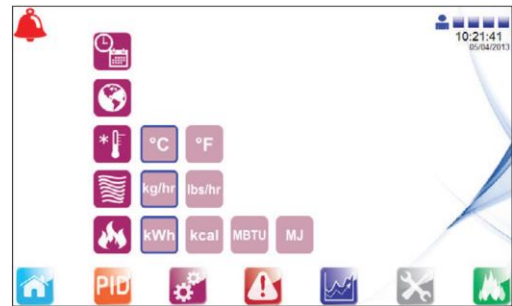 10:21:41
05/04/2013
°C °F
kg/hr lbs/hr
kWh kcal MBTU MJ
PID